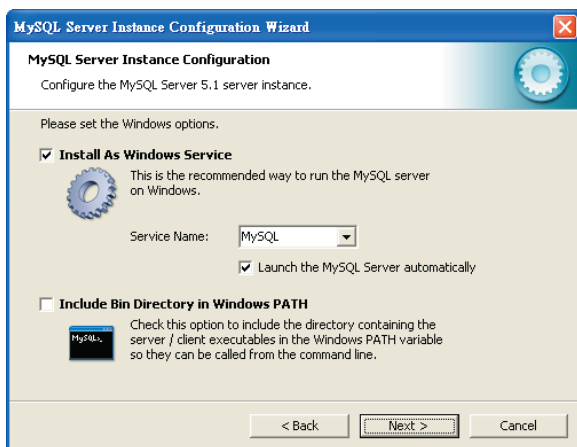 MySQL Server Instance Configuration Wizard
MySQL Server Instance Configuration
Configure the MySQL Server 5.1 server instance.
Please set the Windows options.
Install As Windows Service
This is the recommended way to run the MySQL server
on Windows.
Service Name:
MySQL
Launch the MySQL Server automatically
Include Bin Directory in Windows PATH
MySQL>_
Check this option to include the directory containing the
server / client executables in the Windows PATH variable
so they can be called from the command line.
< Back
Next >
Cancel